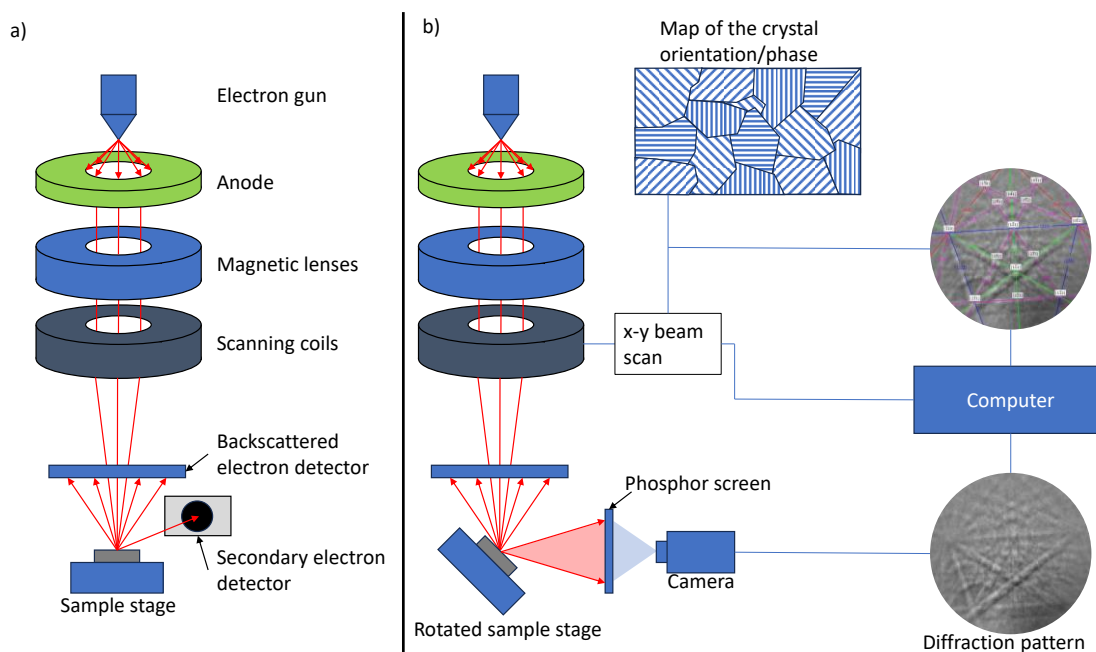 a)
Electron gun
Anode
Magnetic lenses
Scanning coils
Backscattered
electron detector
Secondary electron
detector
Sample stage
b)
Map of the crystal
orientation/phase
x-y beam
scan
Computer
Phosphor screen
Camera
Rotated sample stage
Diffraction pattern